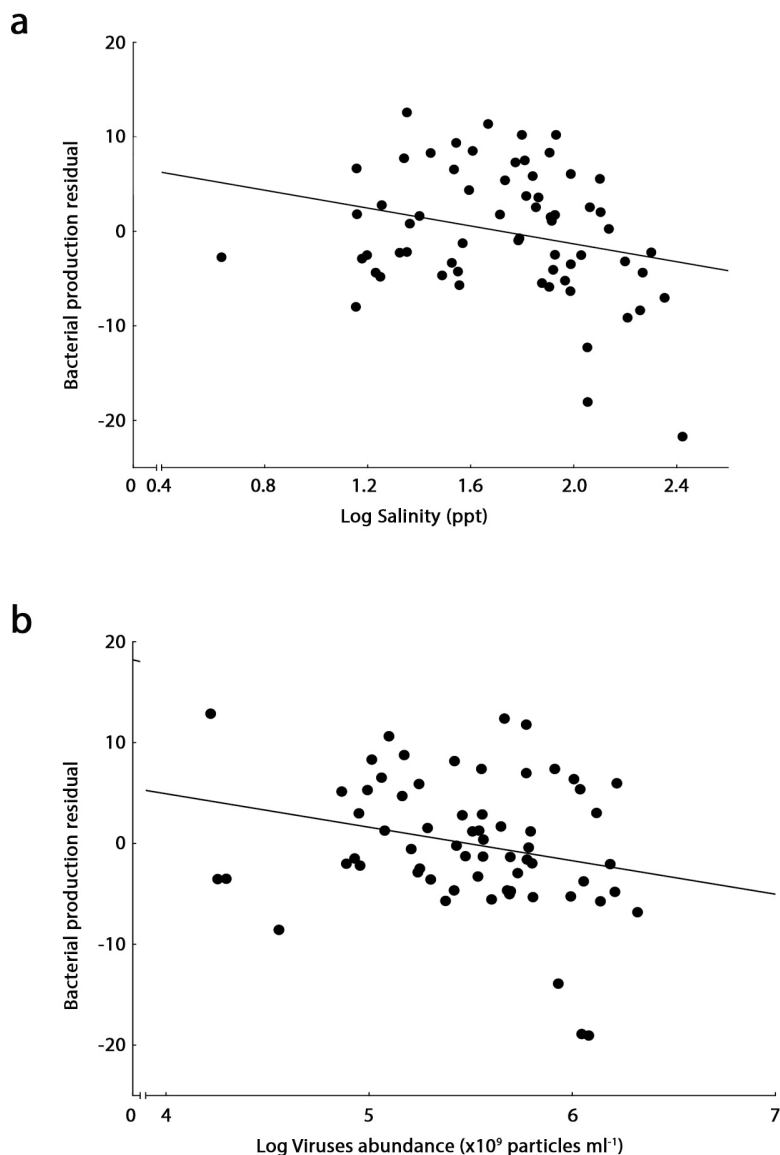 a
20
10
0
-10
-20
Bacterial production residual
0 0.4 0.8 1.2 1.6 2.0 2.4
Log Salinity (ppt)
b
20
10
0
-10
-20
Bacterial production residual
0 4 5 6 7
Log Viruses abundance (x10⁹ particles ml⁻¹)